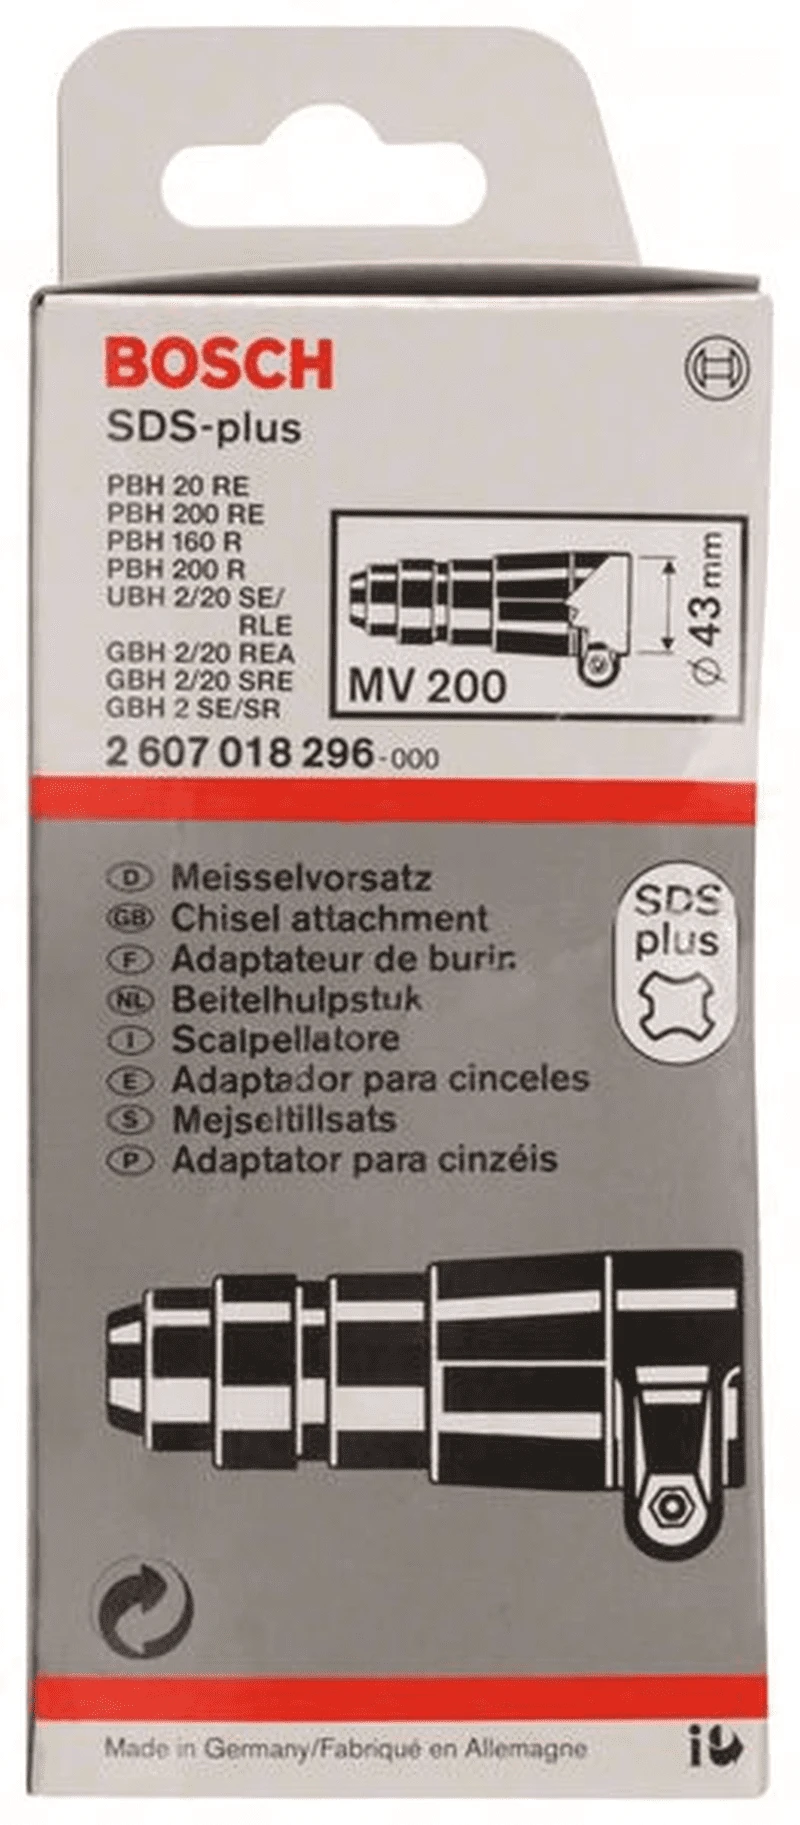 BOSCH
SDS-plus
PBH 20 RE
PBH 200 RE
PBH 160 R
PBH 200 R
UBH 2/20 SE/
RLE
GBH 2/20 REA
GBH 2/20 SRE
GBH 2 SE/SR
MV 200
Ø 43 mm
2 607 018 296-000
D Meisselvorsatz
GB Chisel attachment
F Adaptateur de burin
NL Beitelhulpstuk
I Scalpellatore
E Adaptador para cinceles
S Mejseltillsats
P Adaptator para cinzéis
SDS
plus
Made in Germany/Fabriqué en Allemagne